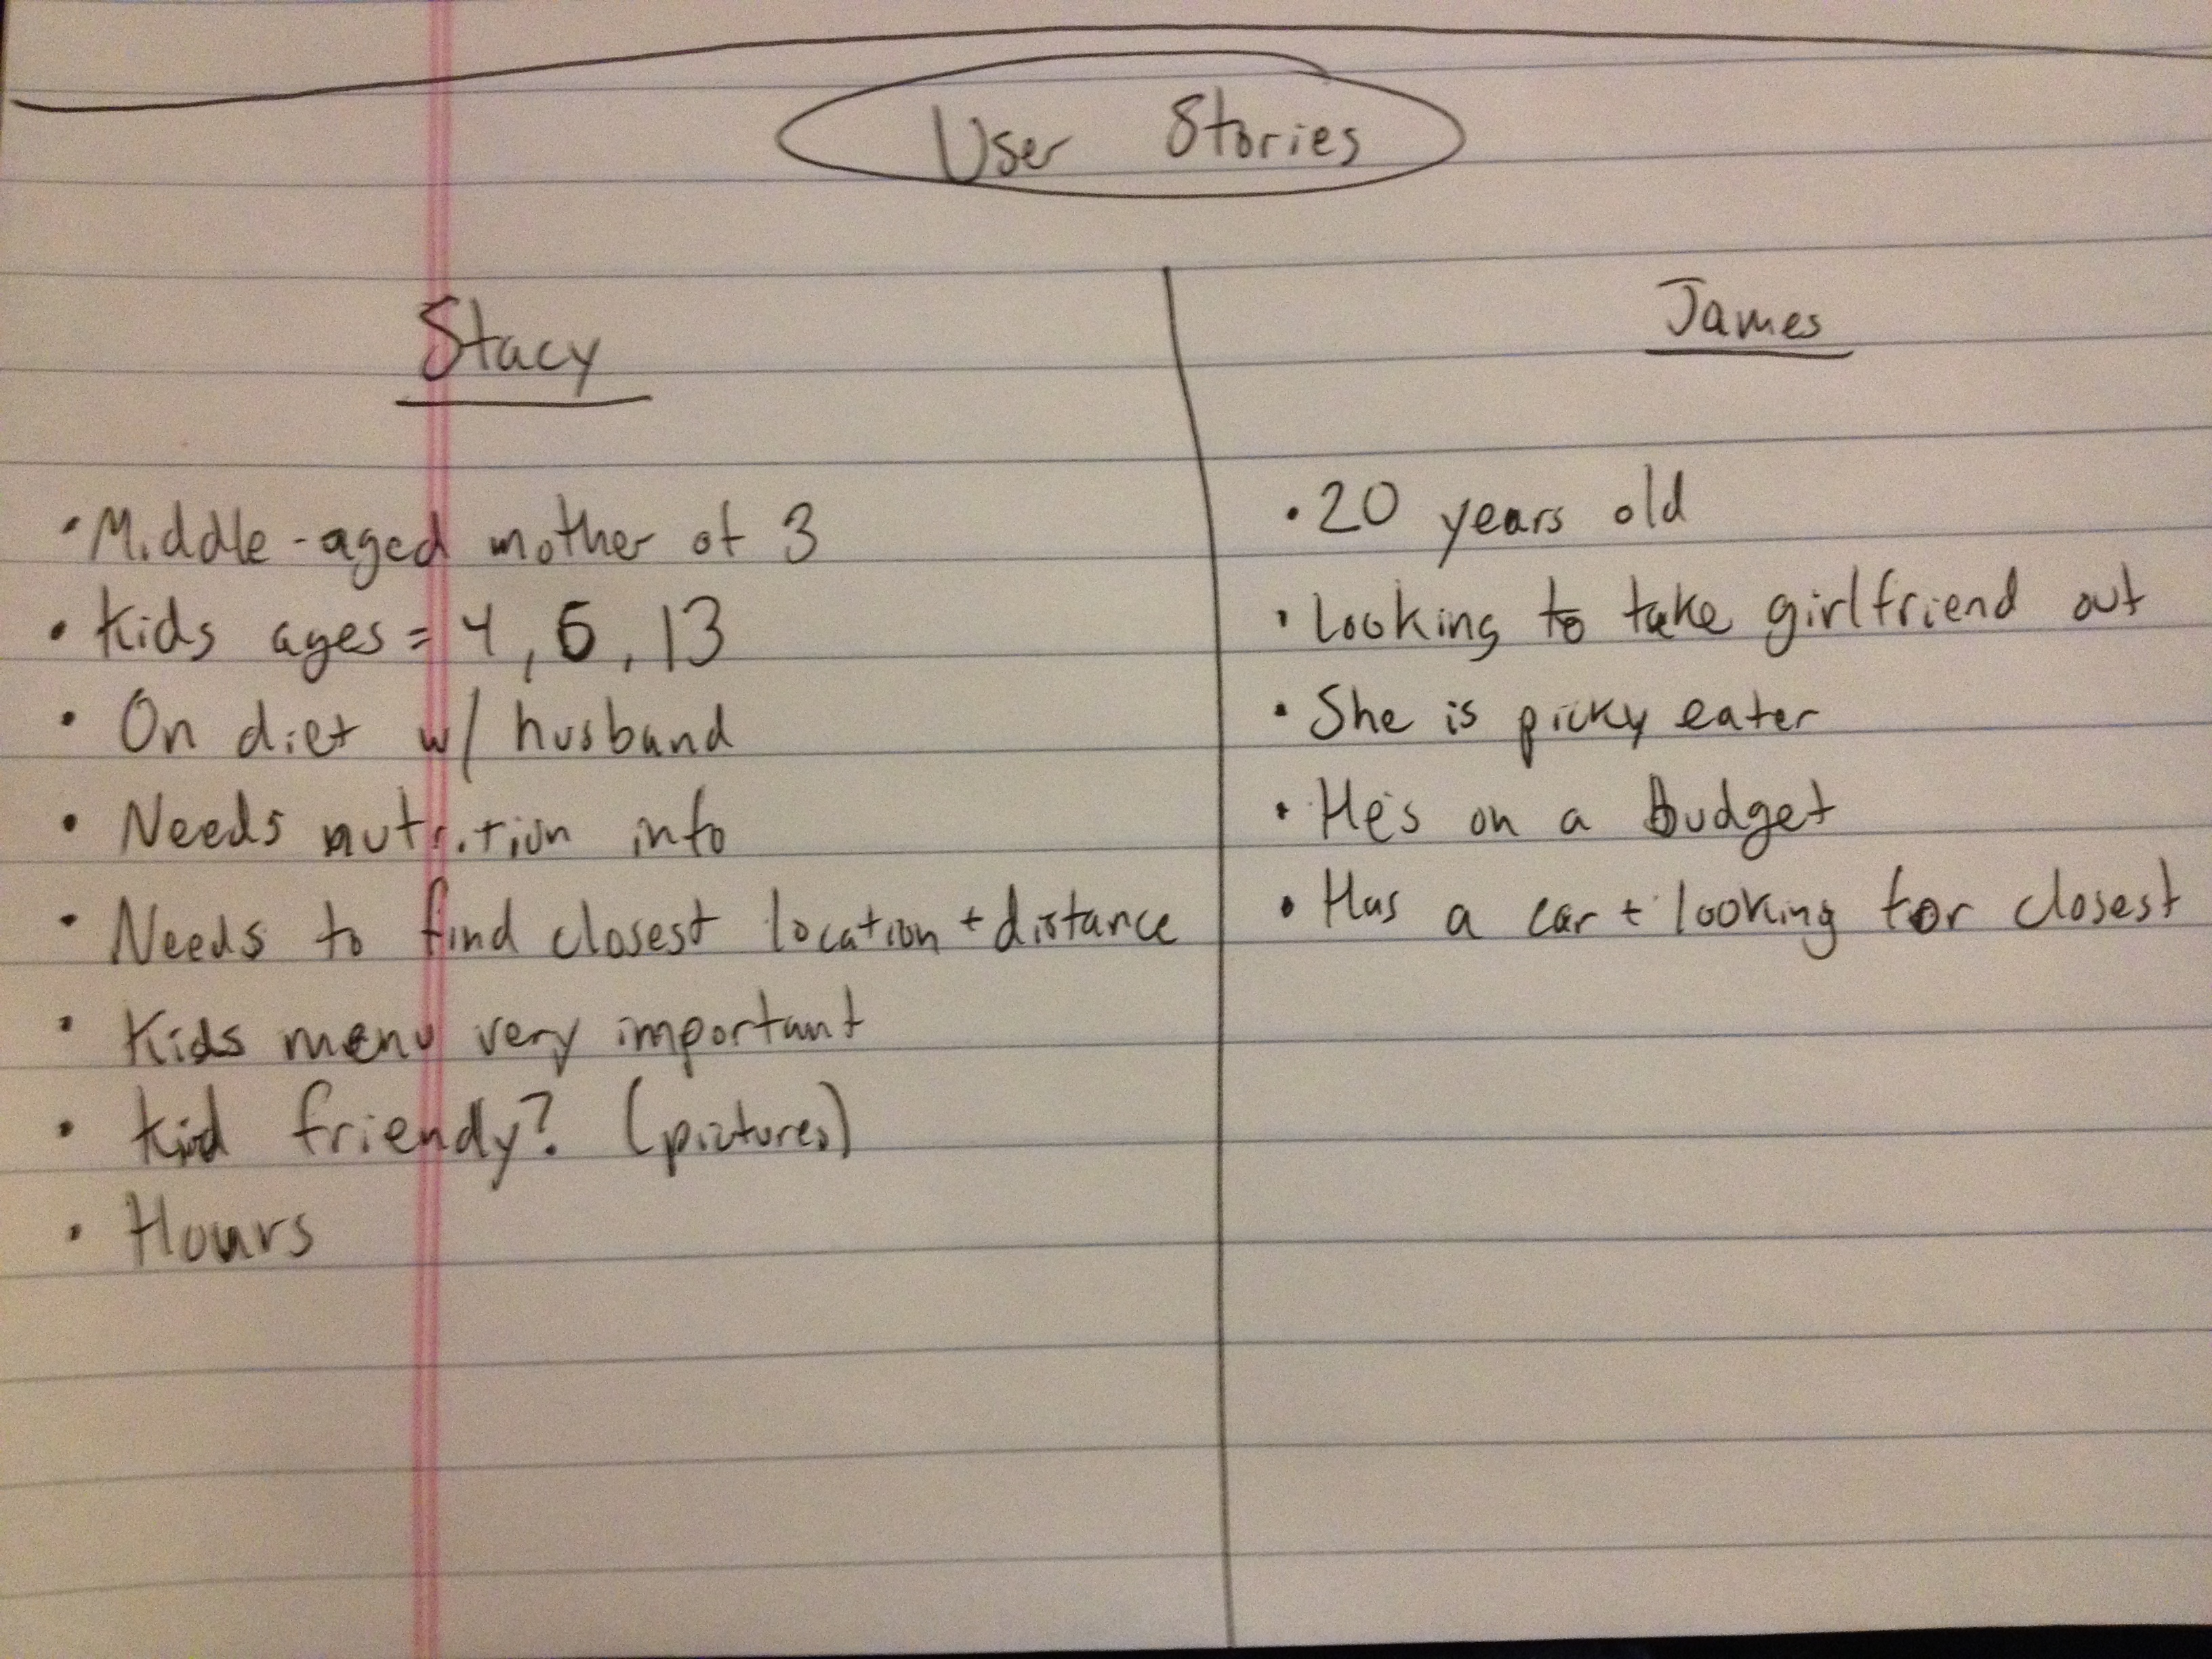 User Stories
Stacy
• Middle-aged mother of 3
• Kids ages = 4, 6, 13
• On diet w/ husband
• Needs nutrition info
• Needs to find closest location + distance
• Kids menu very important
• Kid friendy? (pictures)
• Hours
James
• 20 years old
• Looking to take girlfriend out
• She is picky eater
• He's on a budget
• Has a car + looking for closest